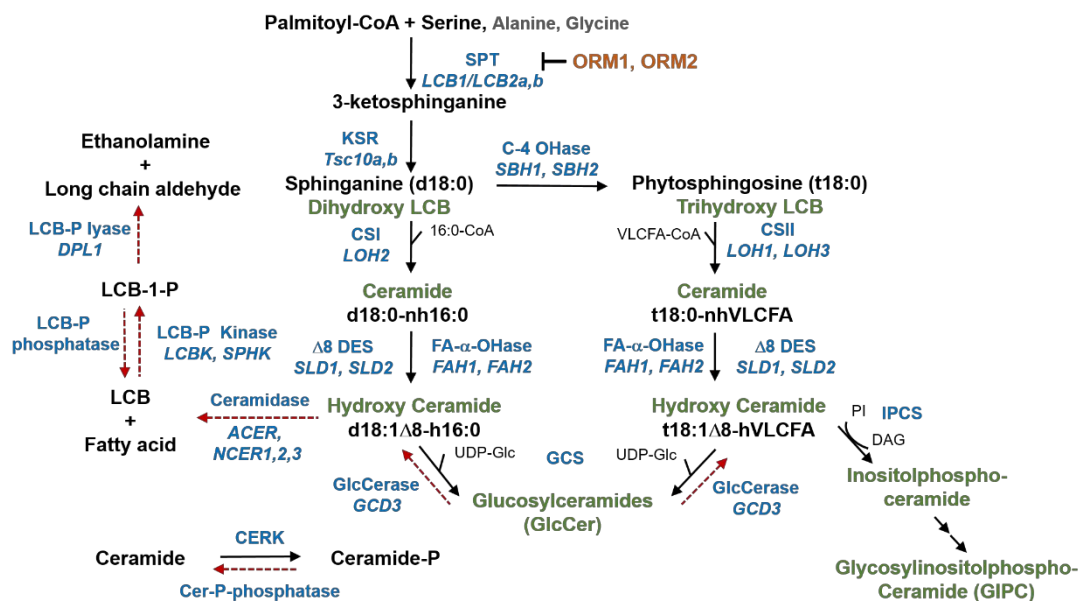 Palmitoyl-CoA + Serine, Alanine, Glycine
SPT
LCB1/LCB2a,b
ORM1, ORM2
3-ketosphinganine
KSR
Tsc10a,b
C-4 OHase
SBH1, SBH2
Ethanolamine
+
Long chain aldehyde
Sphinganine (d18:0)
Dihydroxy LCB
Phytosphingosine (t18:0)
Trihydroxy LCB
LCB-P lyase
DPL1
CSI
LOH2
16:0-CoA
VLCFA-CoA
CSII
LOH1, LOH3
LCB-1-P
Ceramide
d18:0-nh16:0
Ceramide
t18:0-nhVLCFA
LCB-P
phosphatase
LCB-P Kinase
LCBK, SPHK
Δ8 DES
SLD1, SLD2
FA-α-OHase
FAH1, FAH2
FA-α-OHase
FAH1, FAH2
Δ8 DES
SLD1, SLD2
LCB
+
Fatty acid
Ceramidase
ACER,
NCER1,2,3
Hydroxy Ceramide
d18:1Δ8-h16:0
Hydroxy Ceramide
t18:1Δ8-hVLCFA
PI
IPCS
DAG
UDP-Glc
GCS
UDP-Glc
GlcCerase
GCD3
Glucosylceramides
(GlcCer)
GlcCerase
GCD3
Inositolphospho-
ceramide
Ceramide
CERK
Ceramide-P
Cer-P-phosphatase
Glycosylinositolphospho-
Ceramide (GIPC)